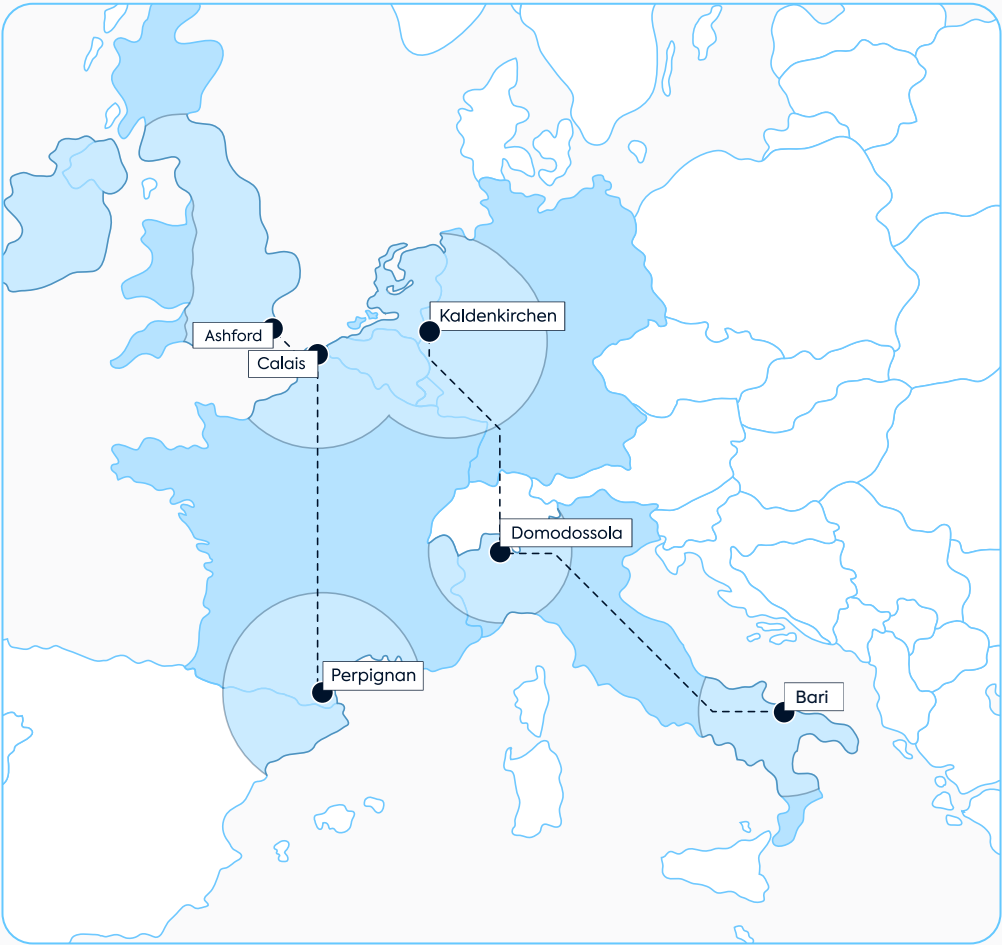 Kaldenkirchen
Ashford
Calais
Domodossola
Perpignan
Bari